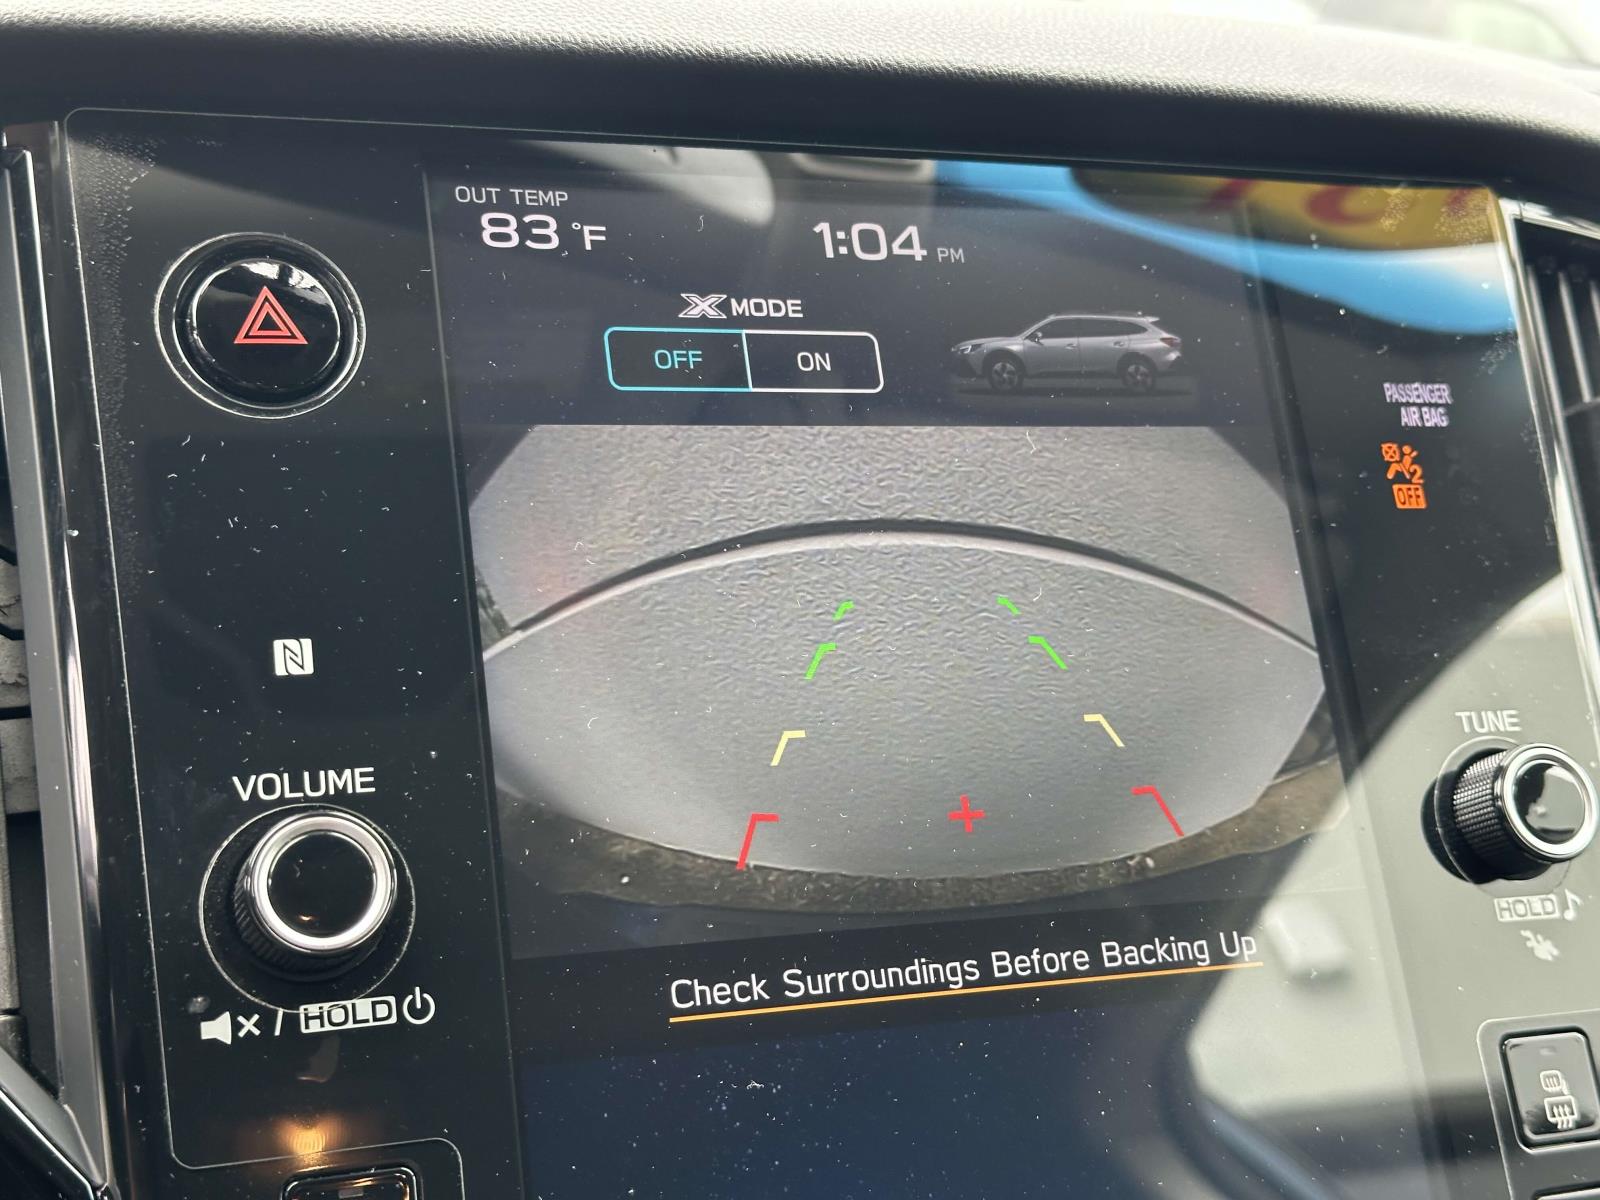 OUT TEMP
83 °F
1:04 PM
X MODE
OFF
ON
PASSENGER
AIR BAG
2
OFF
VOLUME
TUNE
HOLD
/ HOLD
Check Surroundings Before Backing Up